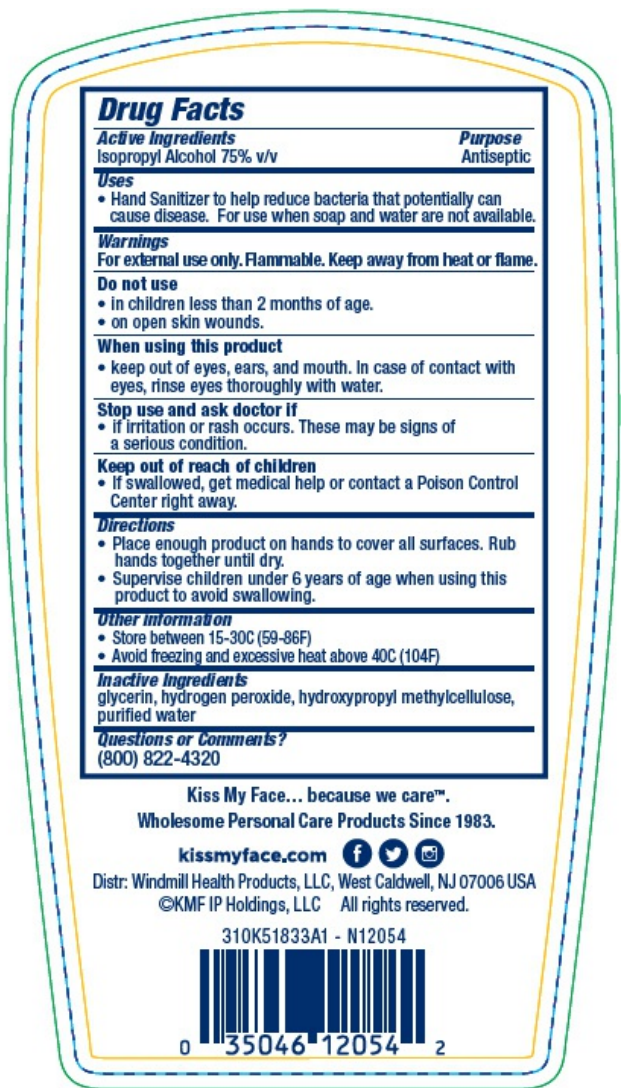 Drug Facts
Active Ingredients Purpose
Isopropyl Alcohol 75% v/v Antiseptic
Uses
• Hand Sanitizer to help reduce bacteria that potentially can
cause disease. For use when soap and water are not available.
Warnings
For external use only. Flammable. Keep away from heat or flame.
Do not use
• in children less than 2 months of age.
• on open skin wounds.
When using this product
• keep out of eyes, ears, and mouth. In case of contact with
eyes, rinse eyes thoroughly with water.
Stop use and ask doctor if
• if irritation or rash occurs. These may be signs of
a serious condition.
Keep out of reach of children
• If swallowed, get medical help or contact a Poison Control
Center right away.
Directions
• Place enough product on hands to cover all surfaces. Rub
hands together until dry.
• Supervise children under 6 years of age when using this
product to avoid swallowing.
Other information
• Store between 15-30C (59-86F)
• Avoid freezing and excessive heat above 40C (104F)
Inactive Ingredients
glycerin, hydrogen peroxide, hydroxypropyl methylcellulose,
purified water
Questions or Comments?
(800) 822-4320
Kiss My Face... because we care™.
Wholesome Personal Care Products Since 1983.
kissmyface.com
Distr: Windmill Health Products, LLC, West Caldwell, NJ 07006 USA
©KMF IP Holdings, LLC All rights reserved.
310K51833A1 - N12054
0 35046 12054 2